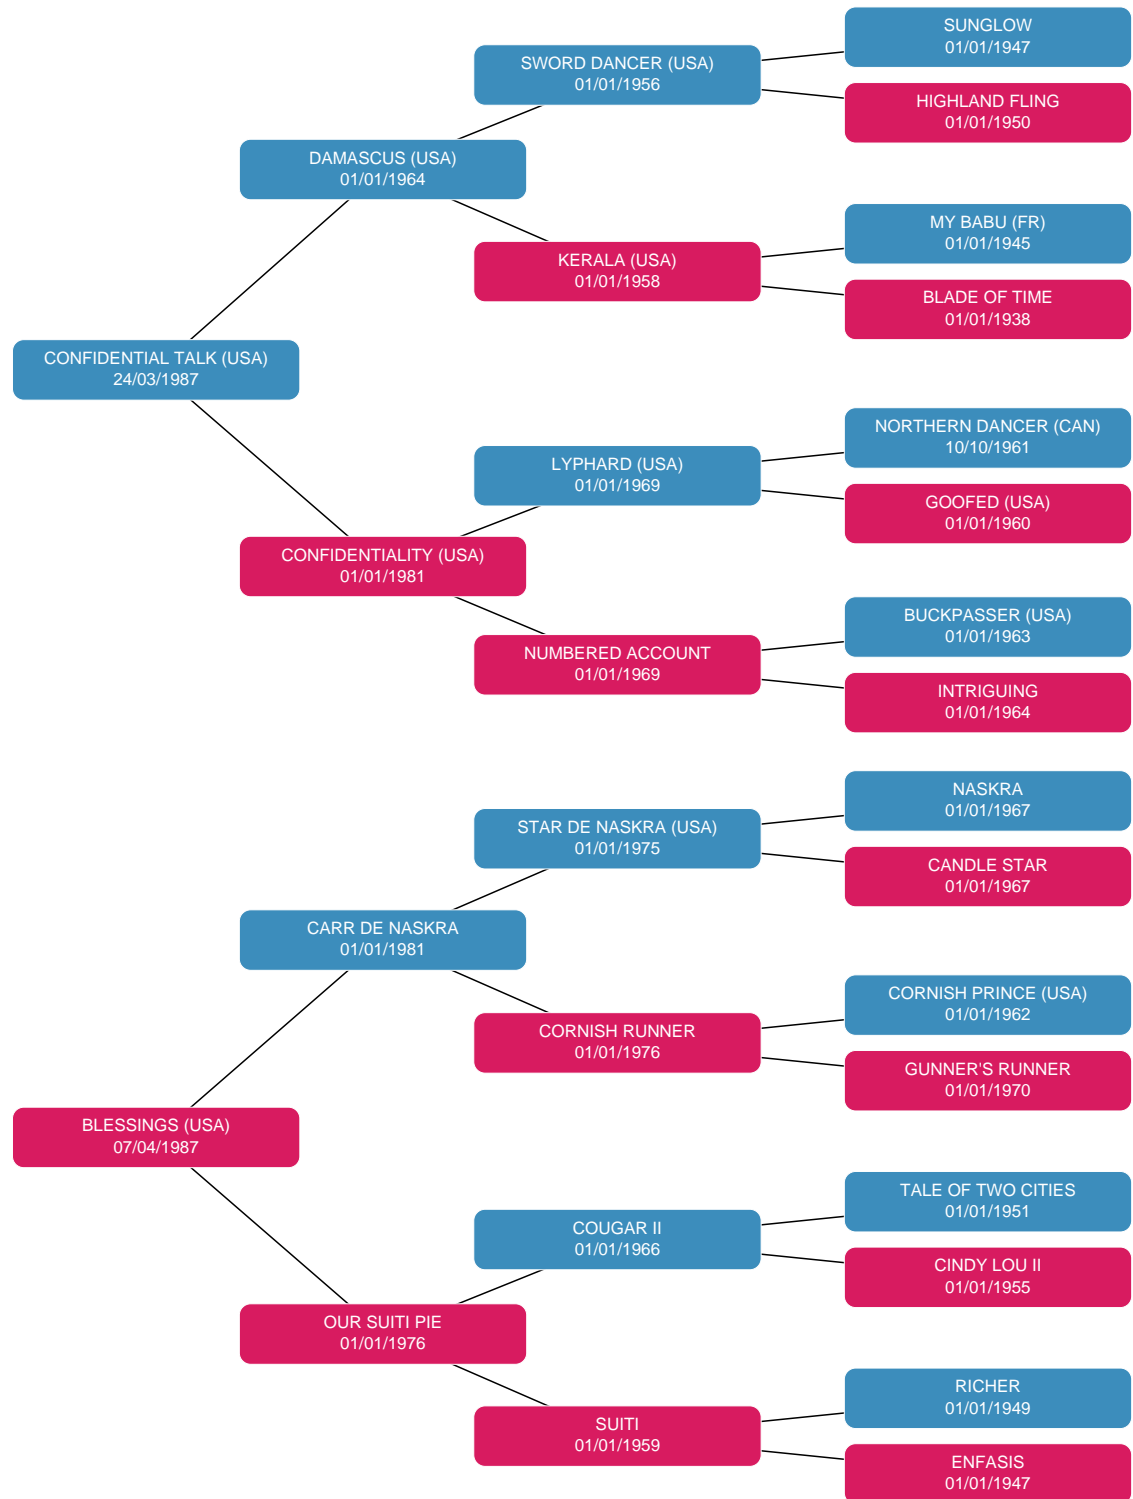 SUNGLOW
01/01/1947
SWORD DANCER (USA)
01/01/1956
HIGHLAND FLING
01/01/1950
DAMASCUS (USA)
01/01/1964
MY BABU (FR)
01/01/1945
KERALA (USA)
01/01/1958
BLADE OF TIME
01/01/1938
CONFIDENTIAL TALK (USA)
24/03/1987
NORTHERN DANCER (CAN)
10/10/1961
LYPHARD (USA)
01/01/1969
GOOFED (USA)
01/01/1960
CONFIDENTIALITY (USA)
01/01/1981
BUCKPASSER (USA)
01/01/1963
NUMBERED ACCOUNT
01/01/1969
INTRIGUING
01/01/1964
NASKRA
01/01/1967
STAR DE NASKRA (USA)
01/01/1975
CANDLE STAR
01/01/1967
CARR DE NASKRA
01/01/1981
CORNISH PRINCE (USA)
01/01/1962
CORNISH RUNNER
01/01/1976
GUNNER'S RUNNER
01/01/1970
BLESSINGS (USA)
07/04/1987
TALE OF TWO CITIES
01/01/1951
COUGAR II
01/01/1966
CINDY LOU II
01/01/1955
OUR SUITI PIE
01/01/1976
RICHER
01/01/1949
SUITI
01/01/1959
ENFASIS
01/01/1947